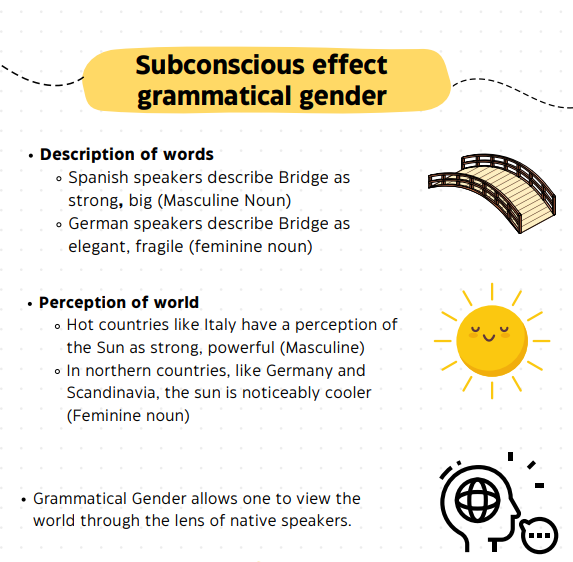 Subconscious effect
grammatical gender
• Description of words
◦ Spanish speakers describe Bridge as
strong, big (Masculine Noun)
◦ German speakers describe Bridge as
elegant, fragile (feminine noun)
• Perception of world
◦ Hot countries like Italy have a perception of
the Sun as strong, powerful (Masculine)
◦ In northern countries, like Germany and
Scandinavia, the sun is noticeably cooler
(Feminine noun)
• Grammatical Gender allows one to view the
world through the lens of native speakers.